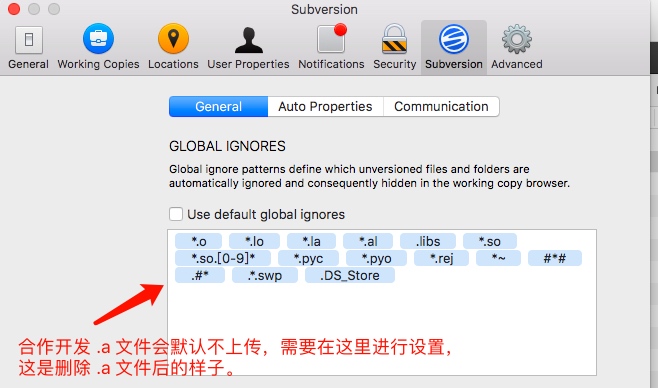 Subversion
General Working Copies Locations User Properties Notifications Security Subversion Advanced
General Auto Properties Communication
GLOBAL IGNORES
Global ignore patterns define which unversioned files and folders are
automatically ignored and consequently hidden in the working copy browser.
Use default global ignores
*.o *.lo *.la *.al .libs *.so
*.so.[0-9]* *.pyc *.pyo *.rej *~ #*#
.#* .*.swp .DS_Store
合作开发 .a 文件会默认不上传，需要在这里进行设置，
这是删除 .a 文件后的样子。